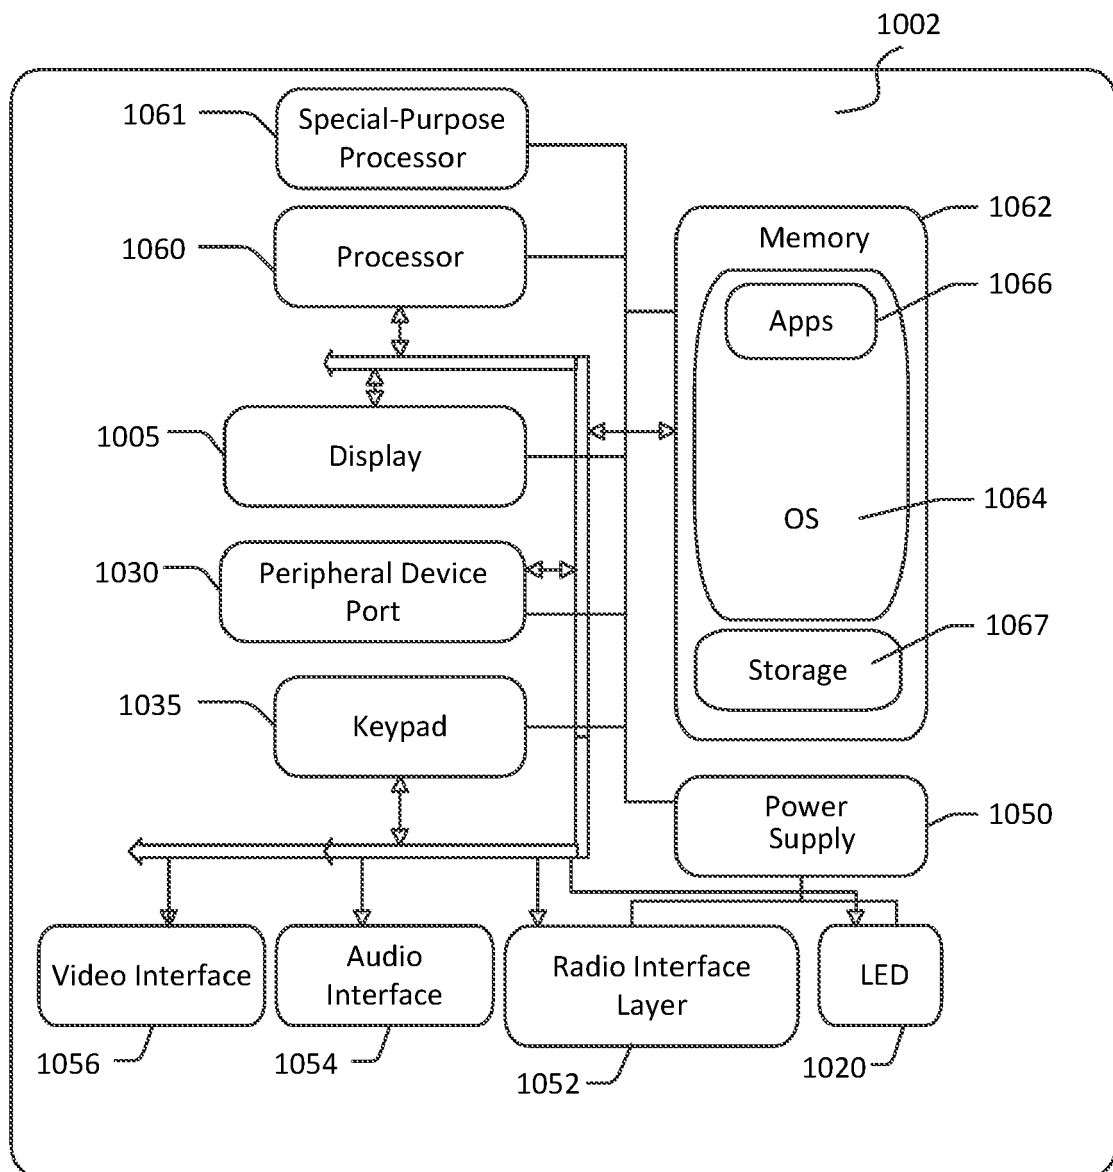 1002
1061
Special-Purpose
Processor
1062
Memory
1060
Processor
1066
Apps
1005
Display
1064
OS
1030
Peripheral Device
Port
1067
Storage
1035
Keypad
Power
Supply
1050
Video Interface
Audio
Interface
Radio Interface
Layer
LED
1056
1054
1052
1020